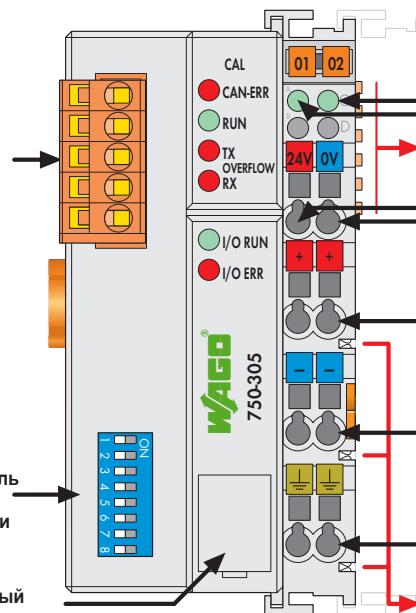 CAL
CAN-ERR
RUN
TX
OVERFLOW
RX
I/O RUN
I/O ERR
WAGO
750-305
01 02
A C
B D
24V 0V
+ +
– –
ON
1
2
3
4
5
6
7
8
ль
и
ый